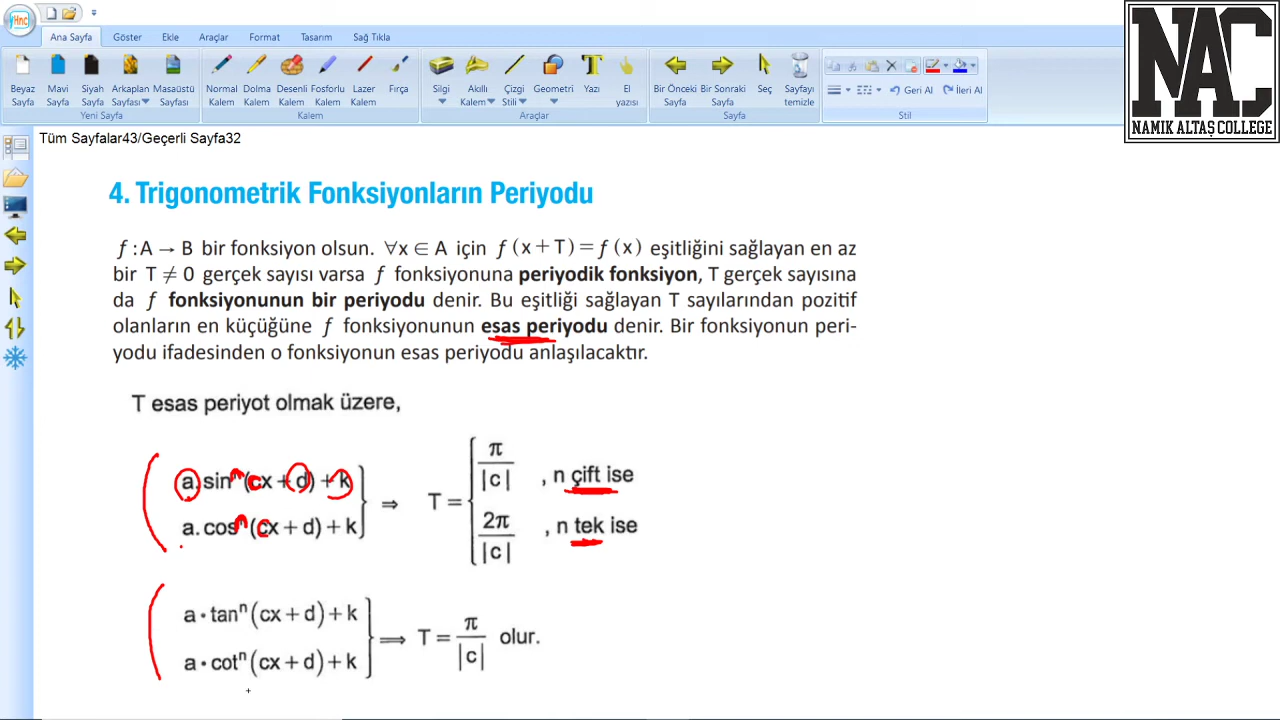 Hnc
Ana Sayfa Göster Ekle Araçlar Format Tasarım Sağ Tıkla
Beyaz Sayfa Mavi Sayfa Siyah Sayfa Arkaplan Sayfası Masaüstü Sayfası
Yeni Sayfa
Normal Kalem Dolma Kalem Desenli Kalem Fosforlu Kalem Lazer Kalem Fırça
Kalem
Silgi Akıllı Kalem Çizgi Stili Geometri Yazı El yazısı
Araçlar
Bir Önceki Sayfa Bir Sonraki Sayfa Seç Sayfayı temizle
Sayfa
Geri Al İleri Al
Stil
NAC
NAMIK ALTAŞ COLLEGE
Tüm Sayfalar43/Geçerli Sayfa32
4. Trigonometrik Fonksiyonların Periyodu
f : A → B bir fonksiyon olsun. ∀x ∈ A için f (x + T) = f (x) eşitliğini sağlayan en az
bir T ≠ 0 gerçek sayısı varsa f fonksiyonuna periyodik fonksiyon, T gerçek sayısına
da f fonksiyonunun bir periyodu denir. Bu eşitliği sağlayan T sayılarından pozitif
olanların en küçüğüne f fonksiyonunun esas periyodu denir. Bir fonksiyonun peri-
yodu ifadesinden o fonksiyonun esas periyodu anlaşılacaktır.
T esas periyot olmak üzere,
a.sinⁿ(cx + d) + k
a.cosⁿ(cx + d) + k
⇒ T =
π/|c| , n çift ise
2π/|c| , n tek ise
a·tanⁿ(cx + d) + k
a·cotⁿ(cx + d) + k
⟹ T = π/|c| olur.